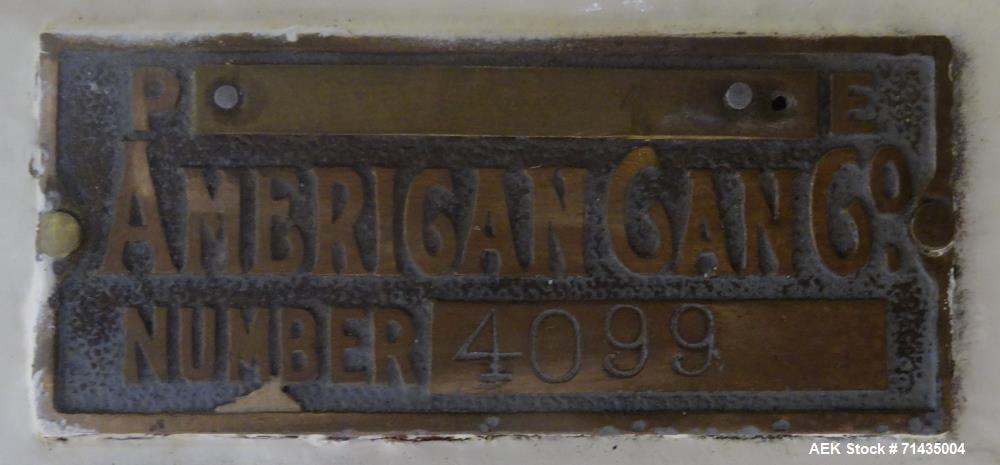 P E
AMERICAN CAN CO.
NUMBER 4099
AEK Stock # 71435004